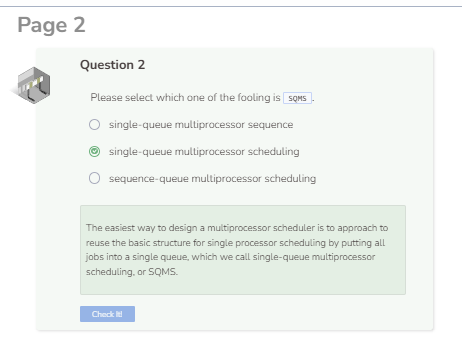 Page 2
Question 2
Please select which one of the fooling is SQMS.
single-queue multiprocessor sequence
single-queue multiprocessor scheduling
sequence-queue multiprocessor scheduling
The easiest way to design a multiprocessor scheduler is to approach to
reuse the basic structure for single processor scheduling by putting all
jobs into a single queue, which we call single-queue multiprocessor
scheduling, or SQMS.
Check It!